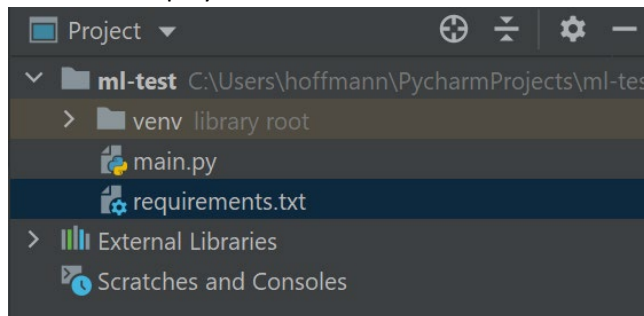 Project
ml-test C:\Users\hoffmann\PycharmProjects\ml-tes
venv library root
main.py
requirements.txt
External Libraries
Scratches and Consoles